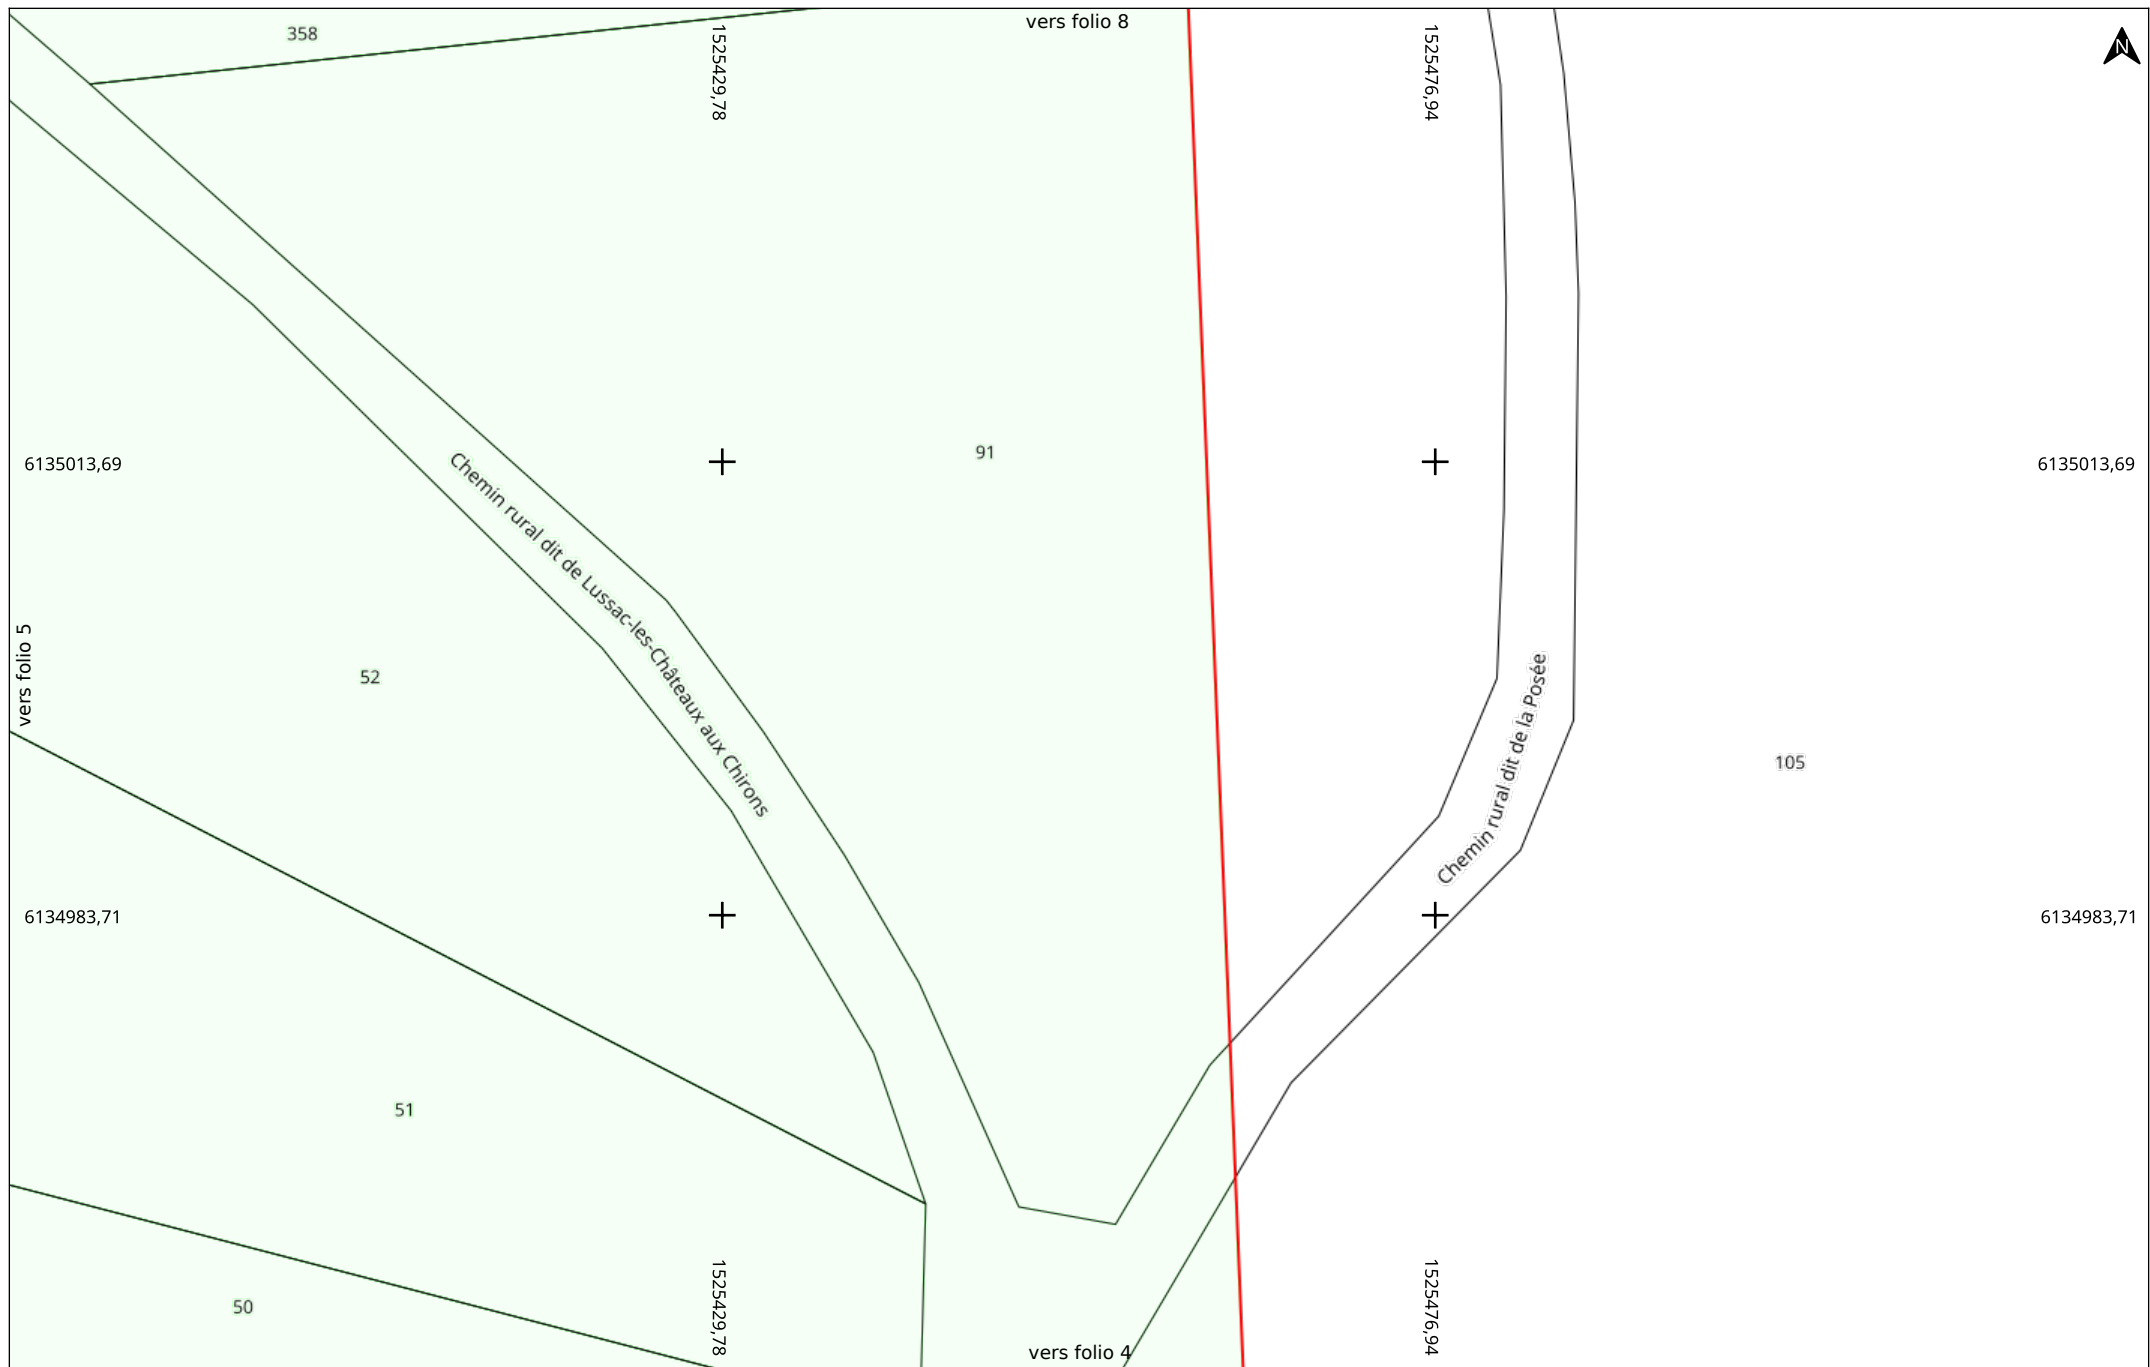 vers folio 8
358
1525429,78
1525476,94
N
91
6135013,69
6135013,69
Chemin rural dit de Lussac-les-Châteaux aux Chirons
vers folio 5
52
Chemin rural dit de la Posée
105
6134983,71
6134983,71
51
50
1525429,78
1525476,94
vers folio 4